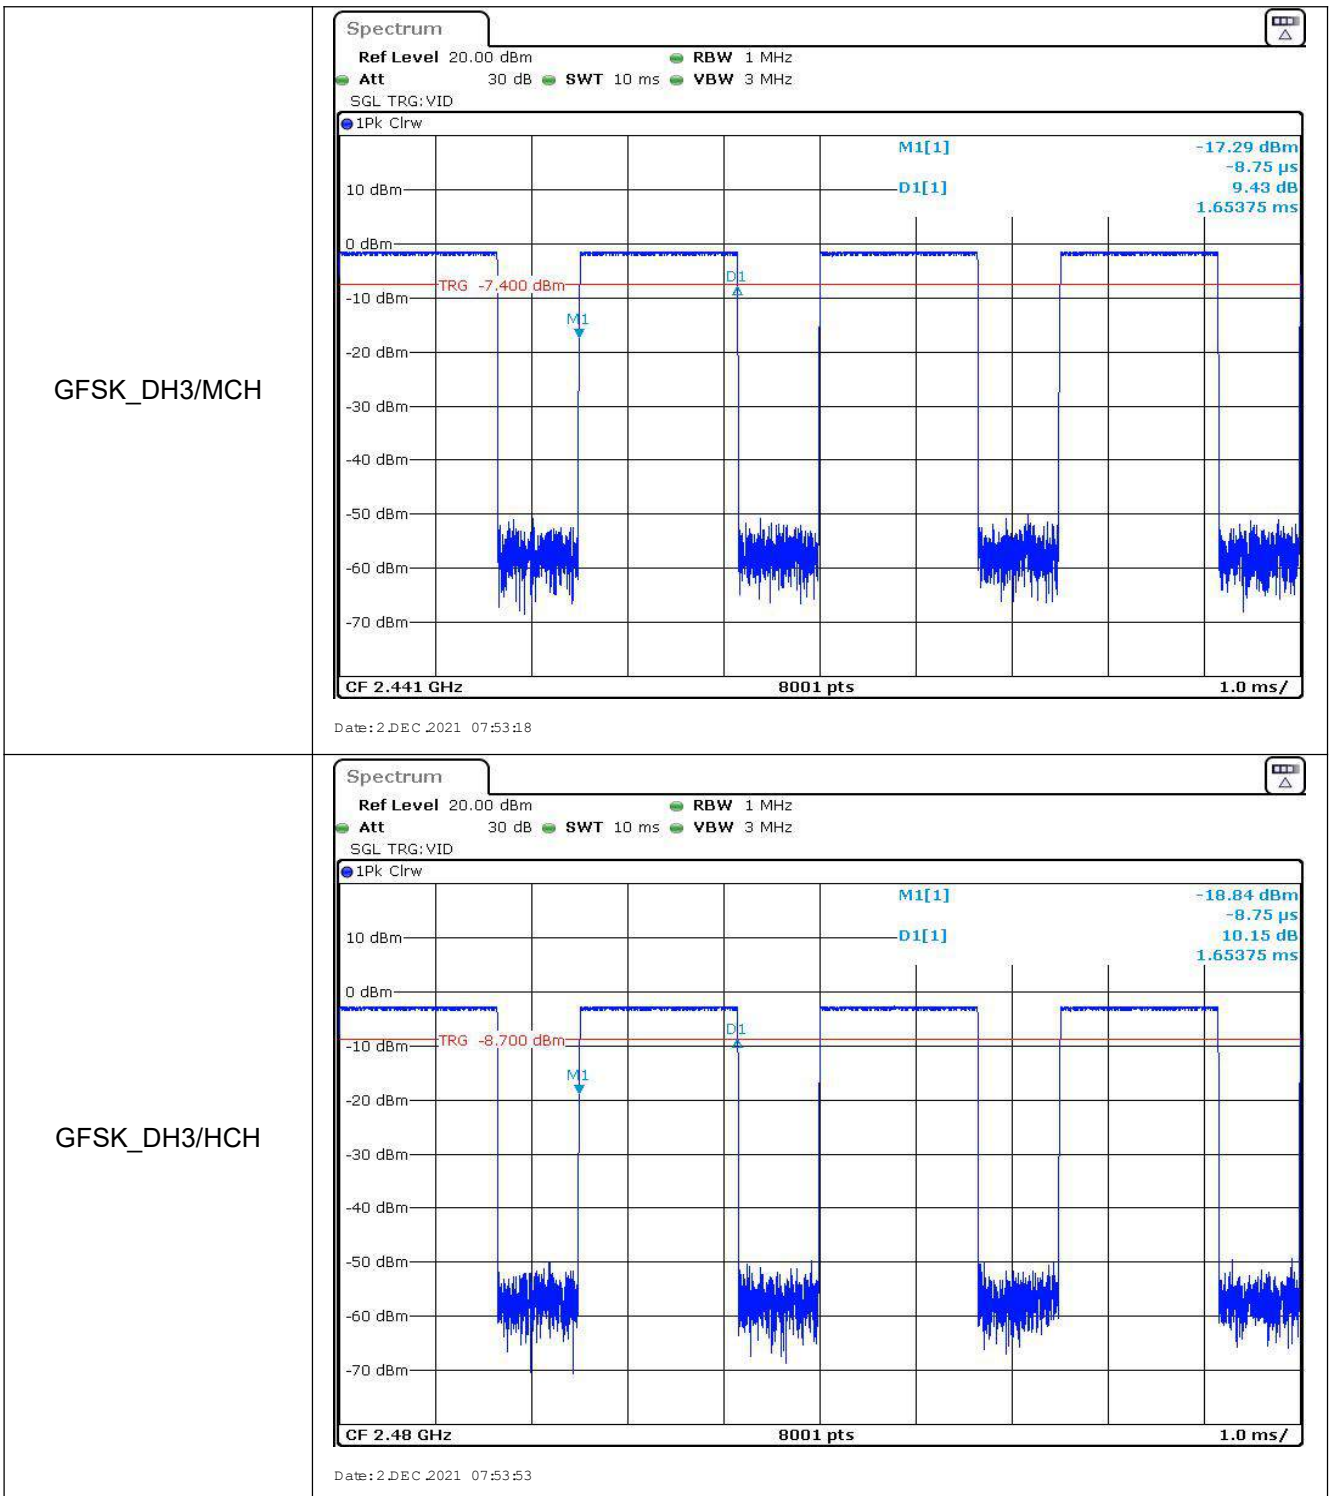 GFSK_DH3/MCH
Spectrum
Ref Level 20.00 dBm RBW 1 MHz
Att 30 dB SWT 10 ms VBW 3 MHz
SGL TRG:VID
1Pk Clrw
M1[1] -17.29 dBm
-8.75 µs
10 dBm D1[1] 9.43 dB
1.65375 ms
0 dBm
D1
TRG -7.400 dBm
-10 dBm
M1
-20 dBm
-30 dBm
-40 dBm
-50 dBm
-60 dBm
-70 dBm
CF 2.441 GHz 8001 pts 1.0 ms/
Date: 2.DEC.2021 07:53:18
GFSK_DH3/HCH
Spectrum
Ref Level 20.00 dBm RBW 1 MHz
Att 30 dB SWT 10 ms VBW 3 MHz
SGL TRG:VID
1Pk Clrw
M1[1] -18.84 dBm
-8.75 µs
10 dBm D1[1] 10.15 dB
1.65375 ms
0 dBm
D1
TRG -8.700 dBm
-10 dBm
M1
-20 dBm
-30 dBm
-40 dBm
-50 dBm
-60 dBm
-70 dBm
CF 2.48 GHz 8001 pts 1.0 ms/
Date: 2.DEC.2021 07:53:53